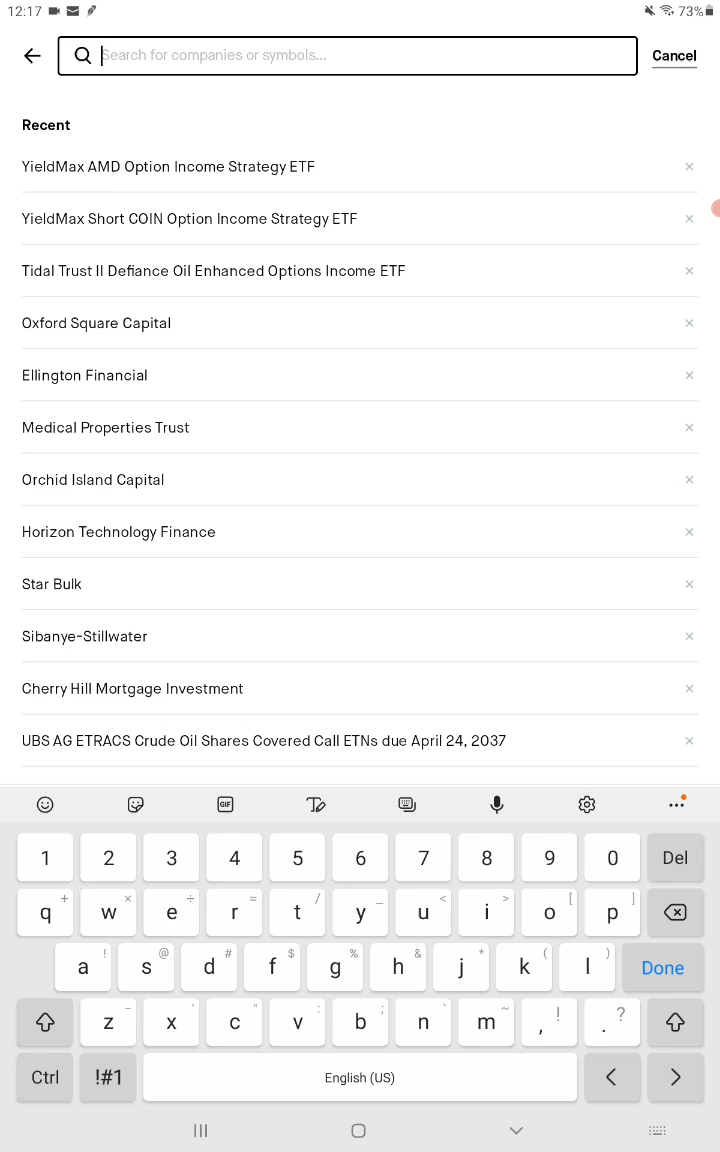 12:17 73%
Search for companies or symbols... Cancel
Recent
YieldMax AMD Option Income Strategy ETF
YieldMax Short COIN Option Income Strategy ETF
Tidal Trust II Defiance Oil Enhanced Options Income ETF
Oxford Square Capital
Ellington Financial
Medical Properties Trust
Orchid Island Capital
Horizon Technology Finance
Star Bulk
Sibanye-Stillwater
Cherry Hill Mortgage Investment
UBS AG ETRACS Crude Oil Shares Covered Call ETNs due April 24, 2037
GIF
1 2 3 4 5 6 7 8 9 0 Del
q + w × e ÷ r = t / y _ u < i > o [ p ]
a ! s @ d # f $ g % h & j * k ( l ) Done
z - x ' c " v : b ; n ` m ~ , ! . ?
Ctrl !#1 English (US) < >